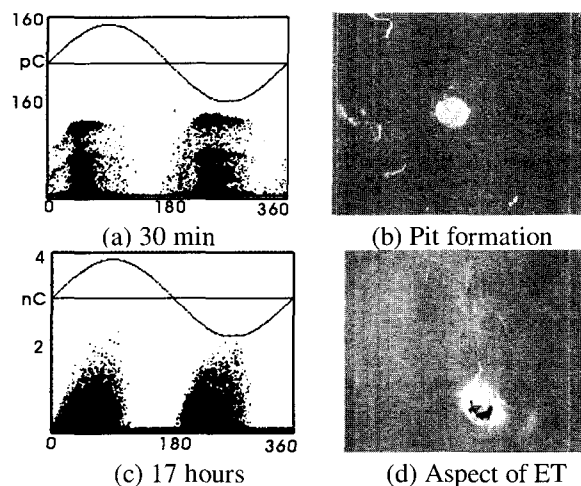 160
pC
160
0 180 360
(a) 30 min
(b) Pit formation
4
nC
2
0 180 360
(c) 17 hours
(d) Aspect of ET